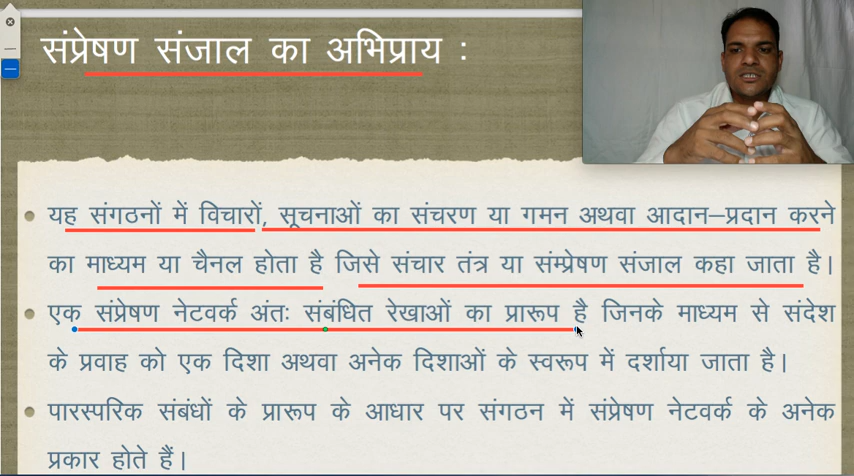 संप्रेषण संजाल का अभिप्राय :
यह संगठनों में विचारों, सूचनाओं का संचरण या गमन अथवा आदान–प्रदान करने
का माध्यम या चैनल होता है जिसे संचार तंत्र या संम्प्रेषण संजाल कहा जाता है।
एक संप्रेषण नेटवर्क अंतः संबंधित रेखाओं का प्रारूप है जिनके माध्यम से संदेश
के प्रवाह को एक दिशा अथवा अनेक दिशाओं के स्वरूप में दर्शाया जाता है।
पारस्परिक संबंधों के प्रारूप के आधार पर संगठन में संप्रेषण नेटवर्क के अनेक
प्रकार होते हैं।